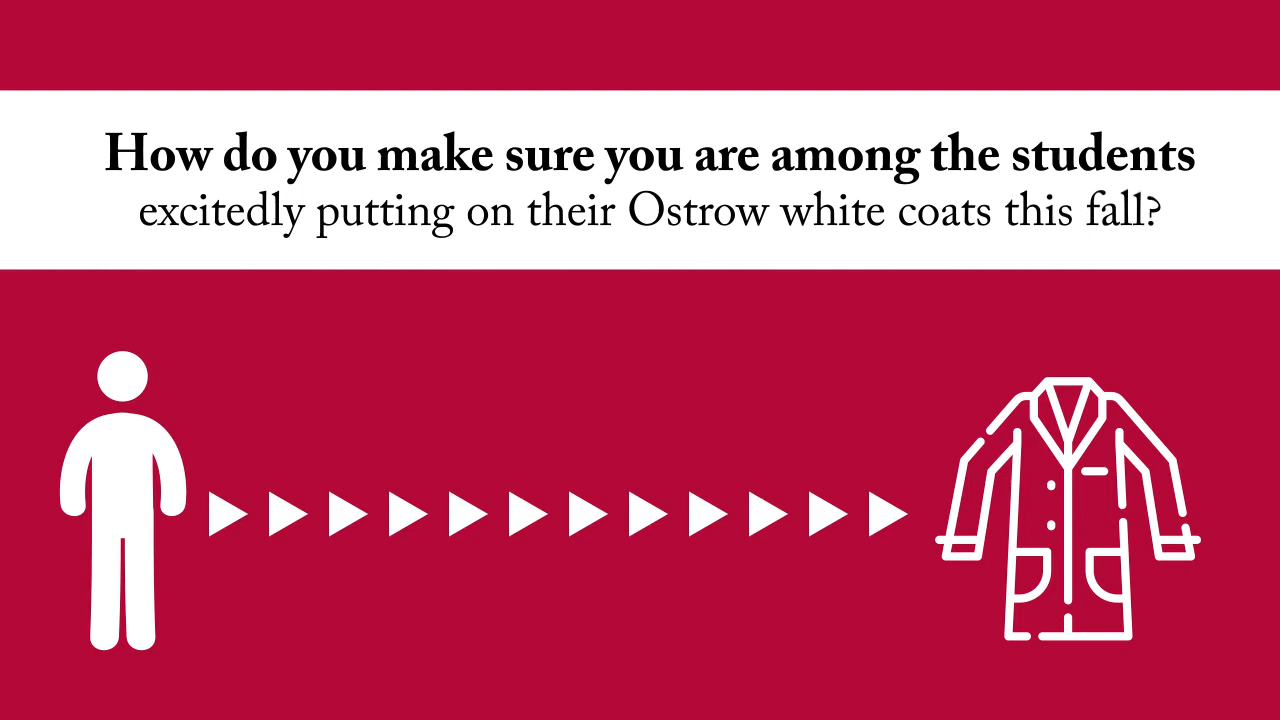 How do you make sure you are among the students
excitedly putting on their Ostrow white coats this fall?